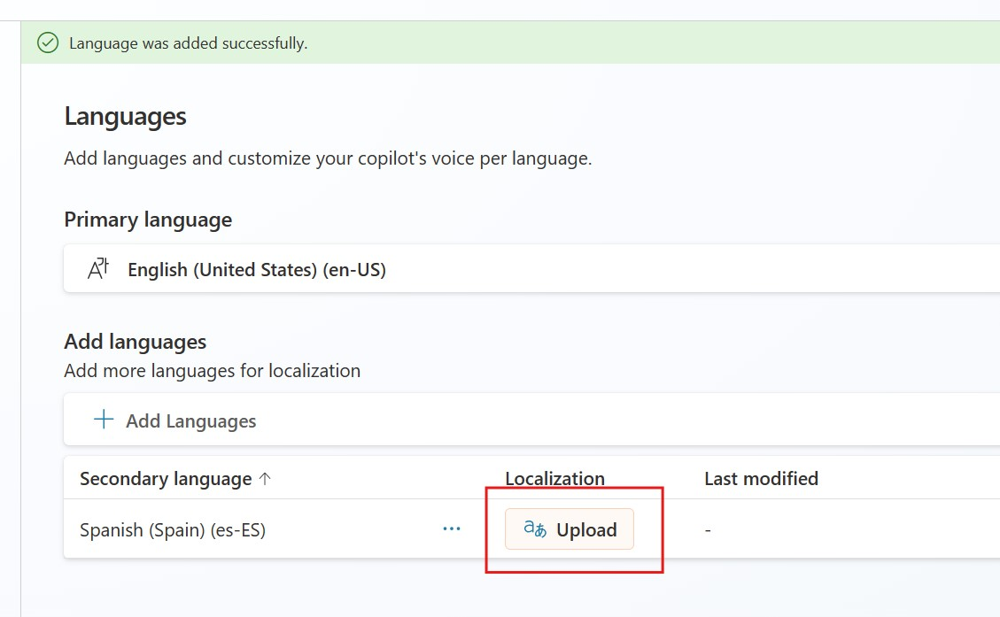 Language was added successfully.
Languages
Add languages and customize your copilot's voice per language.
Primary language
English (United States) (en-US)
Add languages
Add more languages for localization
Add Languages
Secondary language ↑ Localization Last modified
Spanish (Spain) (es-ES) ... Upload -